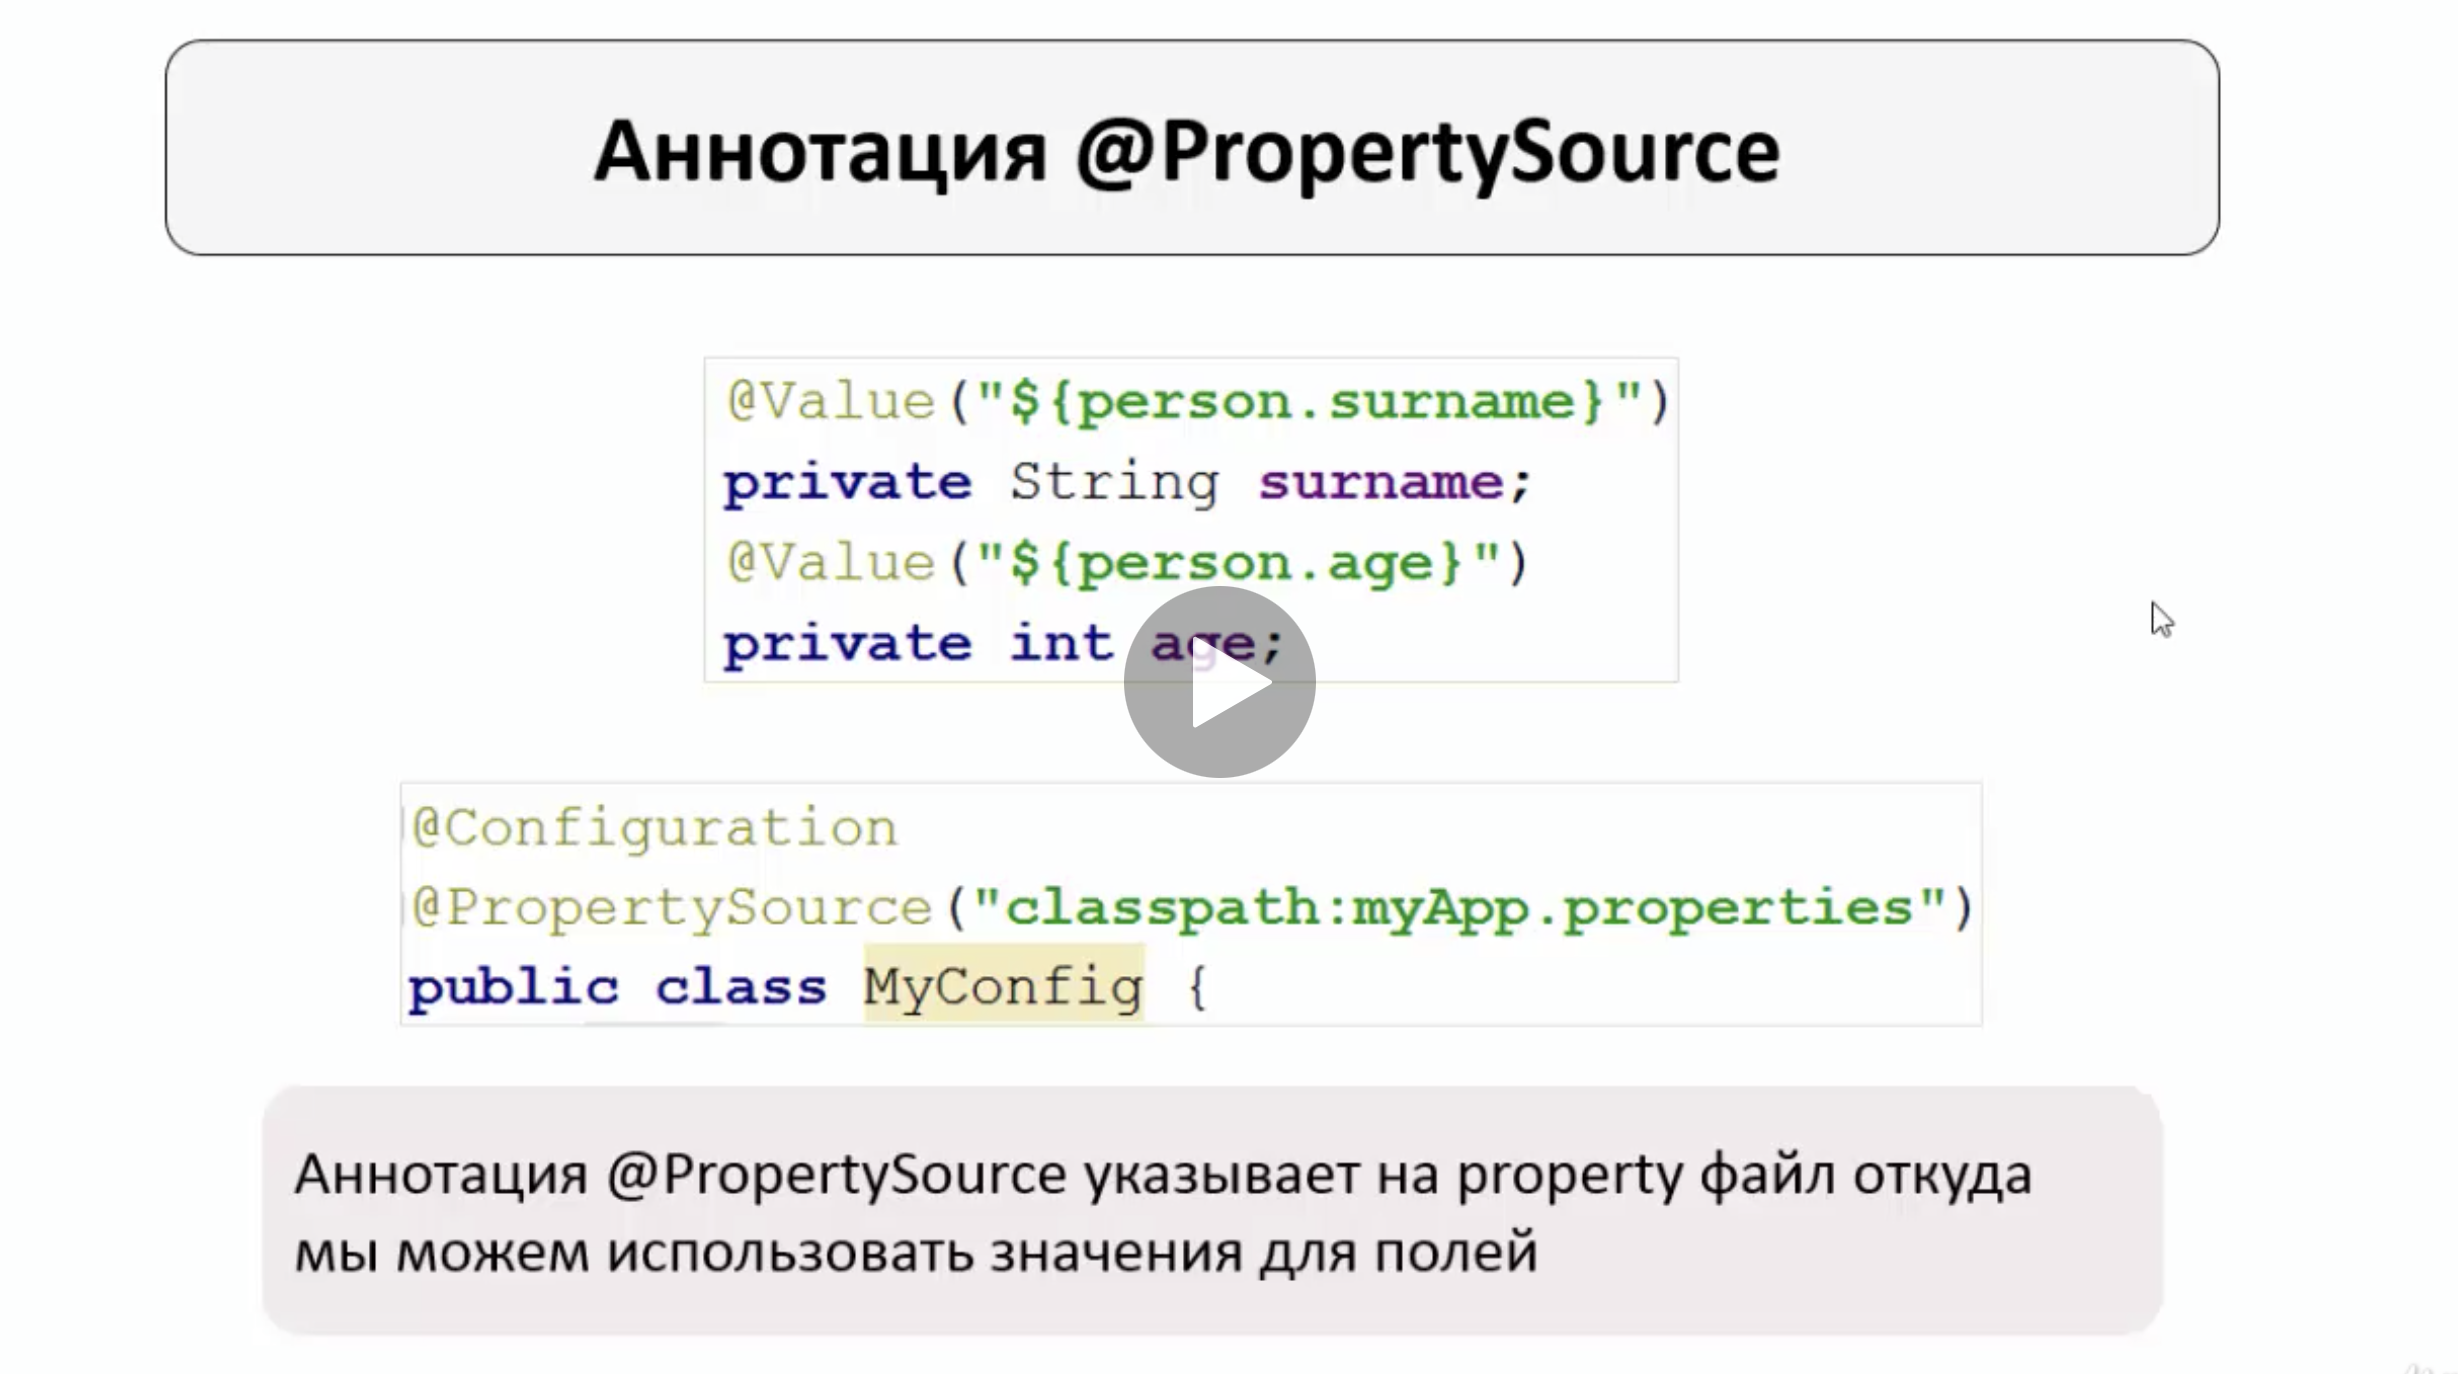 Аннотация @PropertySource
@Value("${person.surname}")
private String surname;
@Value("${person.age}")
private int age;
@Configuration
@PropertySource("classpath:myApp.properties")
public class MyConfig {
Аннотация @PropertySource указывает на property файл откуда
мы можем использовать значения для полей